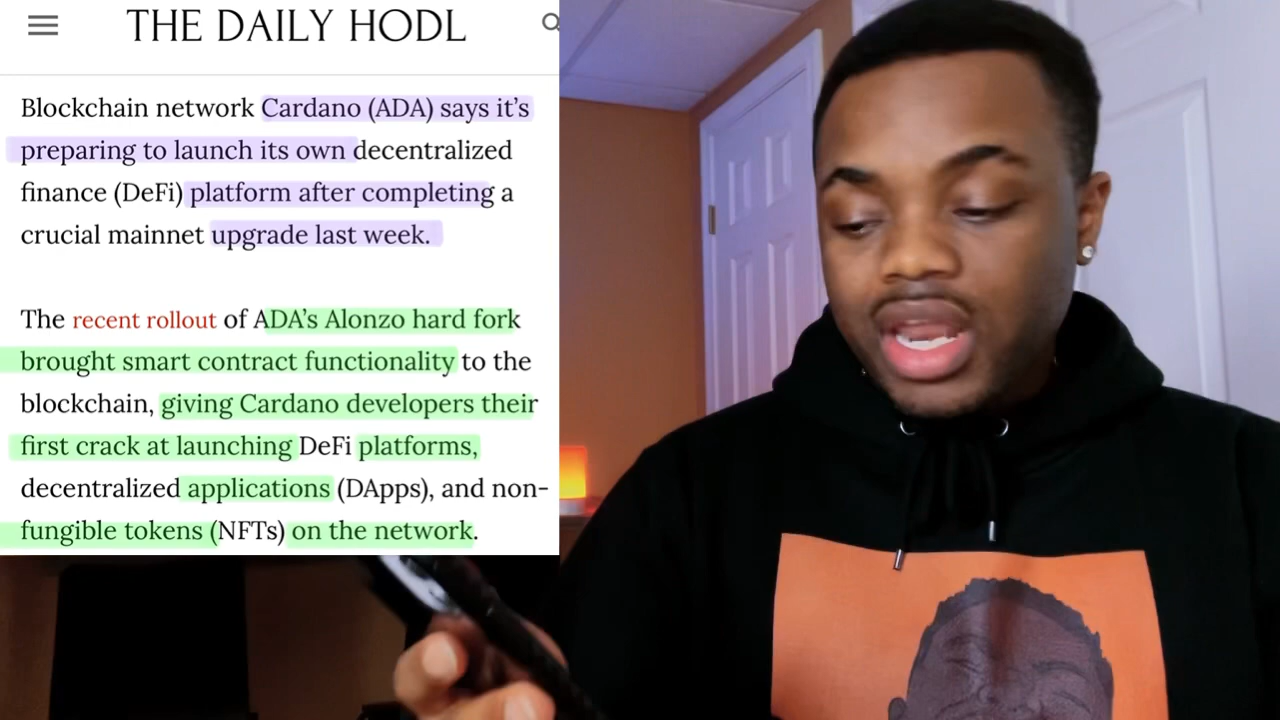 THE DAILY HODL
Blockchain network Cardano (ADA) says it’s
preparing to launch its own decentralized
finance (DeFi) platform after completing a
crucial mainnet upgrade last week.
The recent rollout of ADA’s Alonzo hard fork
brought smart contract functionality to the
blockchain, giving Cardano developers their
first crack at launching DeFi platforms,
decentralized applications (DApps), and non-
fungible tokens (NFTs) on the network.